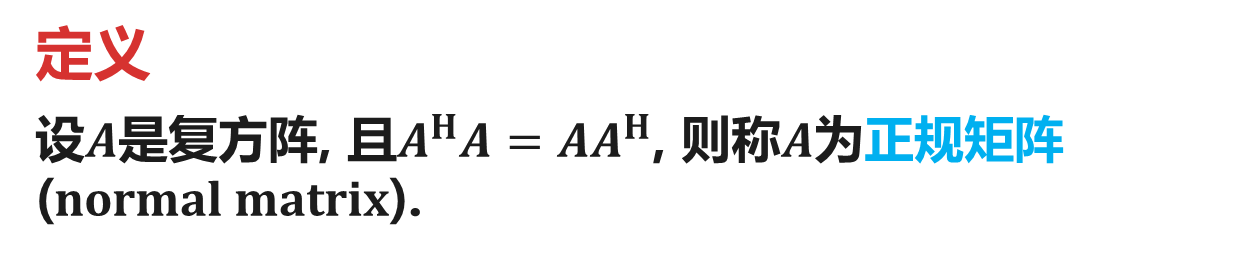 定义
设A是复方阵, 且AᴴA = AAᴴ, 则称A为正规矩阵
(normal matrix).